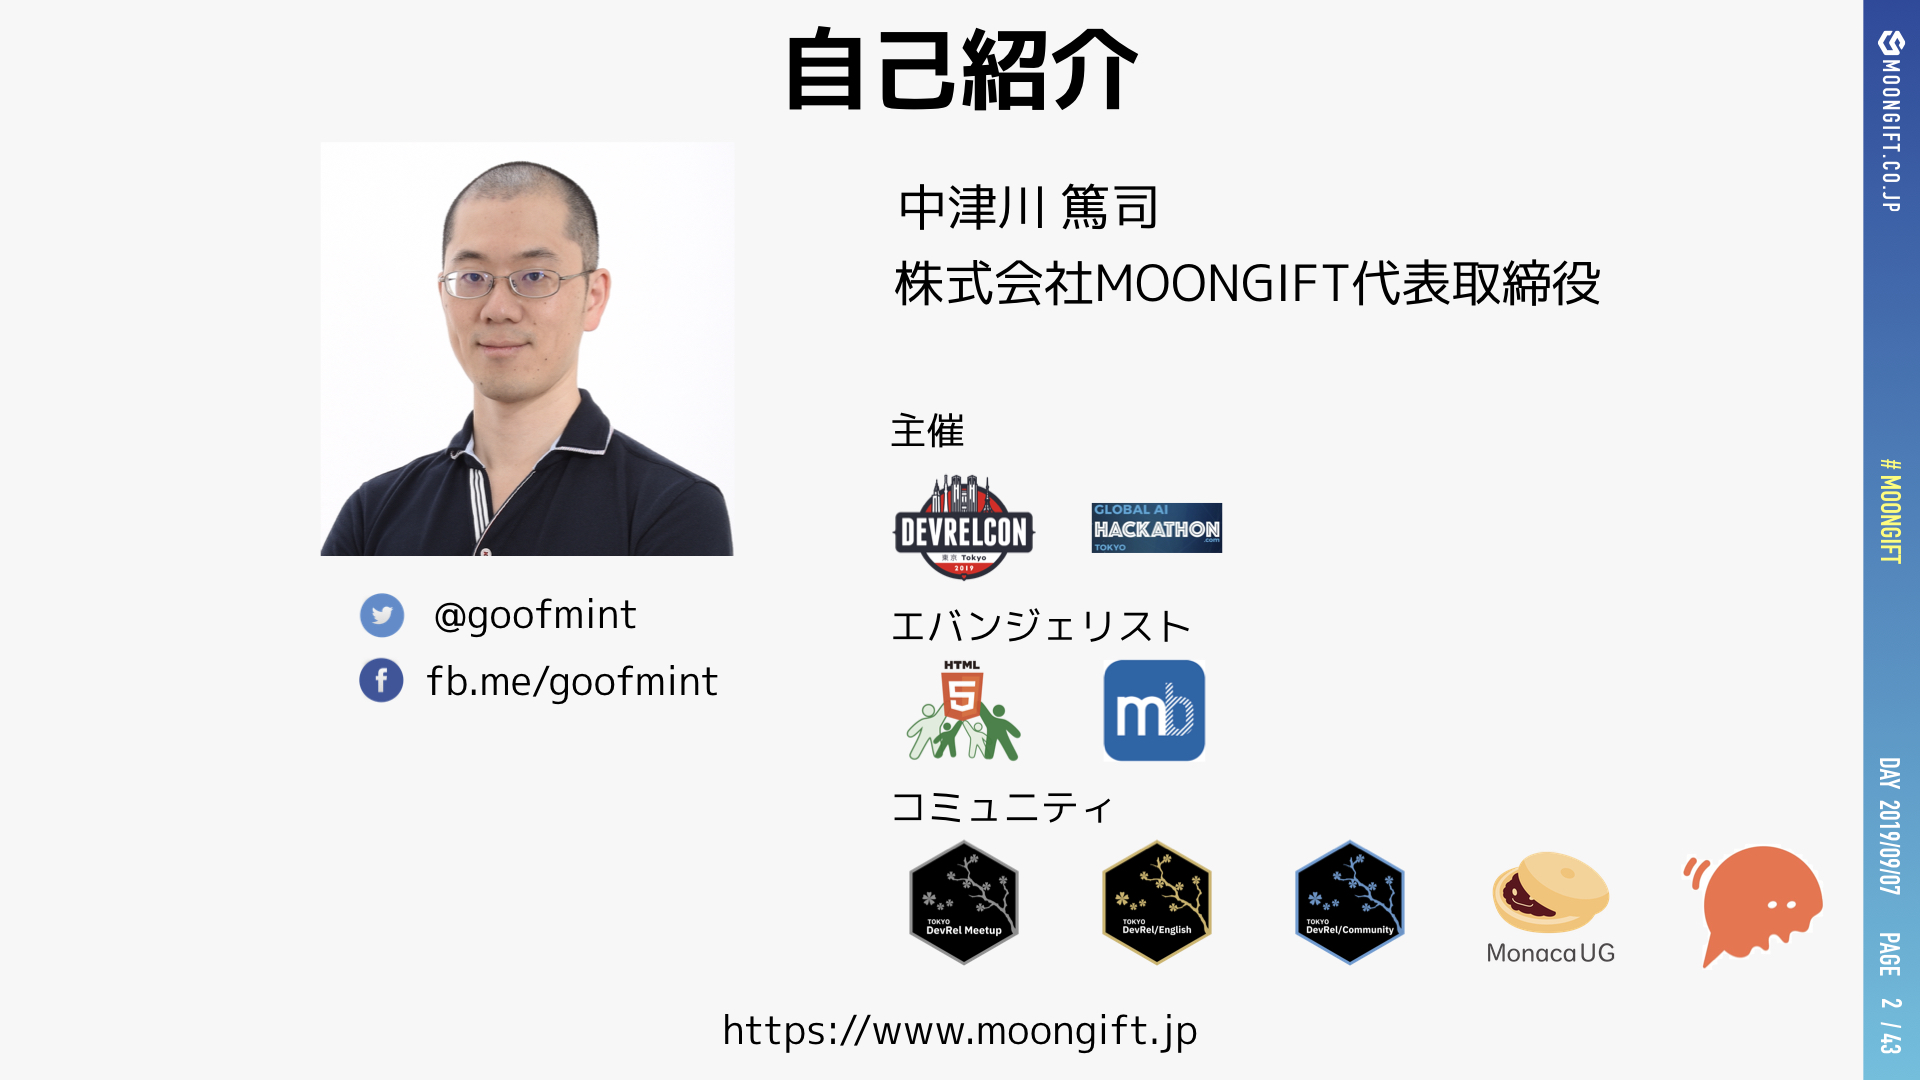 自己紹介
中津川 篤司
株式会社MOONGIFT代表取締役
@goofmint
fb.me/goofmint
主催
DEVRELCON
東京 Tokyo
2019
GLOBAL AI
HACKATHON
.com
TOKYO
エバンジェリスト
HTML
5
mb
コミュニティ
TOKYO
DevRel Meetup
TOKYO
DevRel/English
TOKYO
DevRel/Community
MonacaUG
https://www.moongift.jp
MOONGIFT.CO.JP
#MOONGIFT
DAY 2019/09/07
PAGE 2 / 43